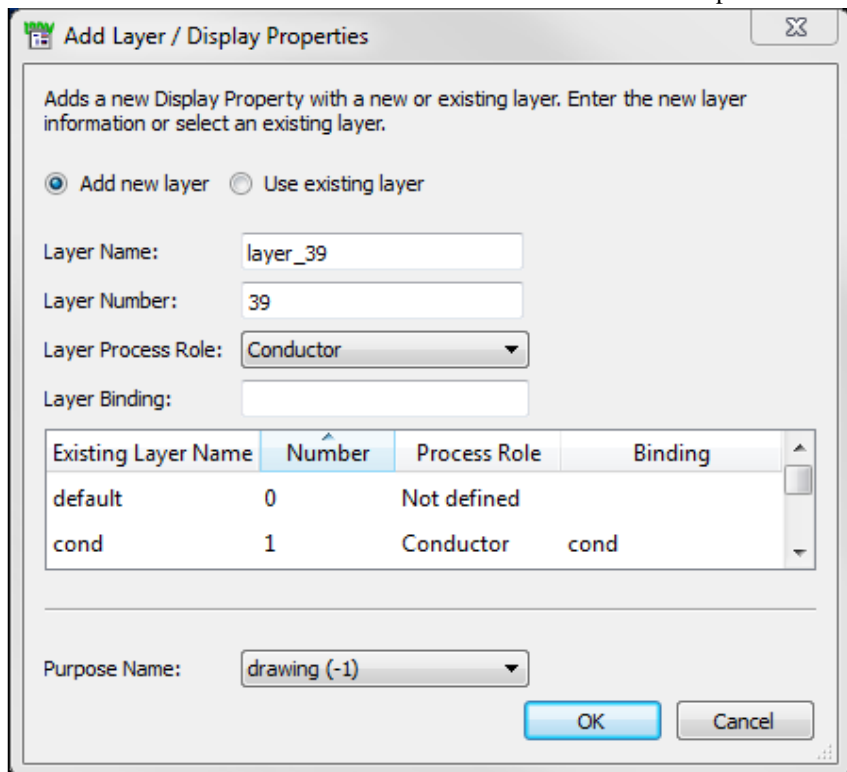 Add Layer / Display Properties
Adds a new Display Property with a new or existing layer. Enter the new layer
information or select an existing layer.
Add new layer Use existing layer
Layer Name: layer_39
Layer Number: 39
Layer Process Role: Conductor
Layer Binding:
Existing Layer Name Number Process Role Binding
default 0 Not defined
cond 1 Conductor cond
Purpose Name: drawing (-1)
OK Cancel